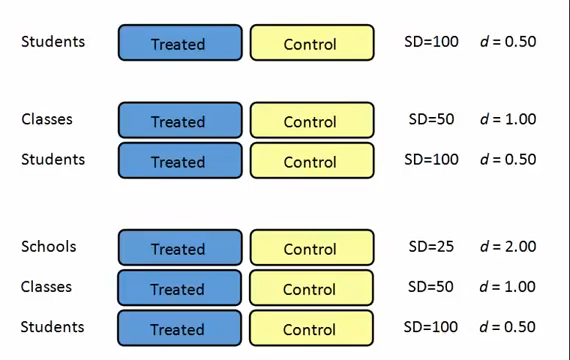 Students Treated Control SD=100 d = 0.50
Classes Treated Control SD=50 d = 1.00
Students Treated Control SD=100 d = 0.50
Schools Treated Control SD=25 d = 2.00
Classes Treated Control SD=50 d = 1.00
Students Treated Control SD=100 d = 0.50